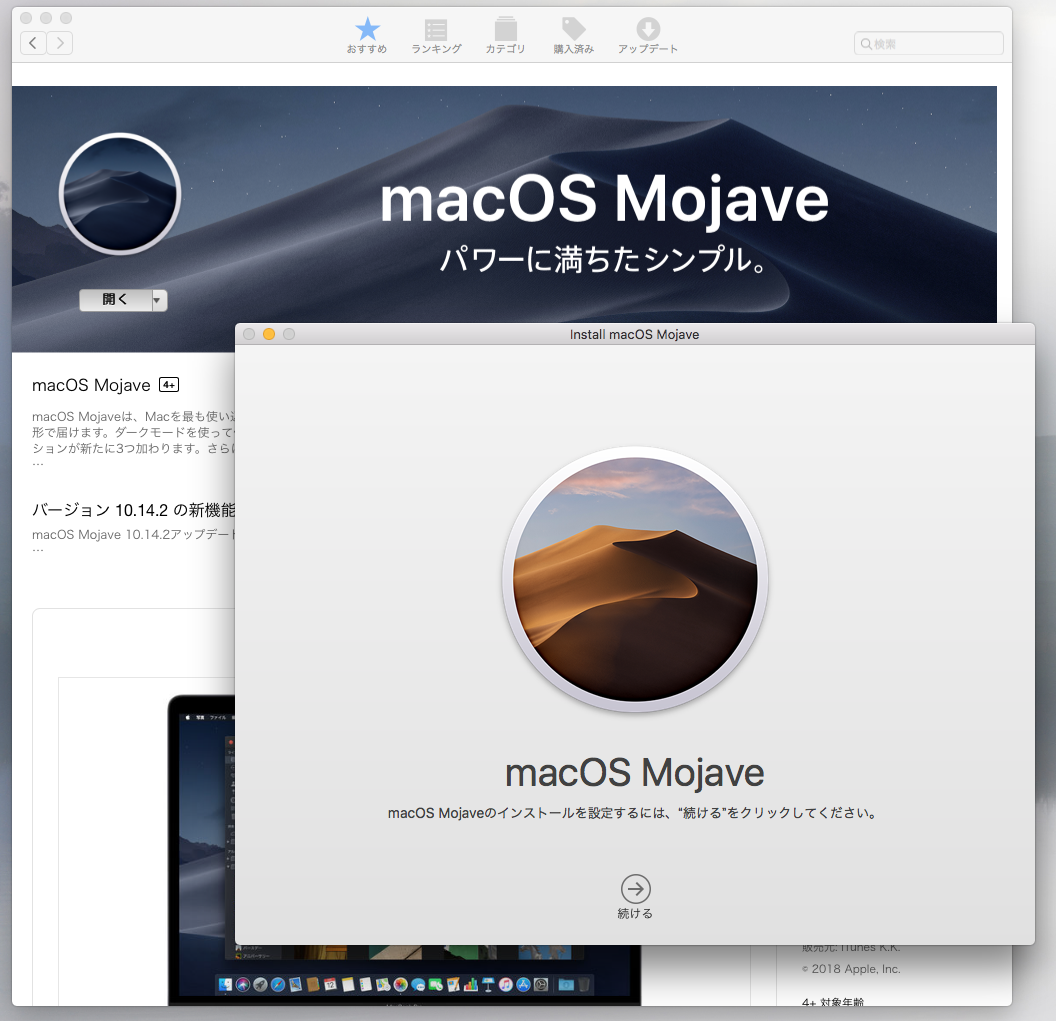 おすすめ
ランキング
カテゴリ
購入済み
アップデート
検索
macOS Mojave
パワーに満ちたシンプル。
開く
Install macOS Mojave
macOS Mojave 4+
macOS Mojaveは、Macを最も使い
形で届けます。ダークモードを使って
ションが新たに3つ加わります。さらに
…
バージョン 10.14.2 の新機能
macOS Mojave 10.14.2アップデート
…
macOS Mojave
macOS Mojaveのインストールを設定するには、“続ける”をクリックしてください。
続ける
写真 ファイル
販売元: iTunes K.K.
© 2018 Apple, Inc.
4+ 対象年齢